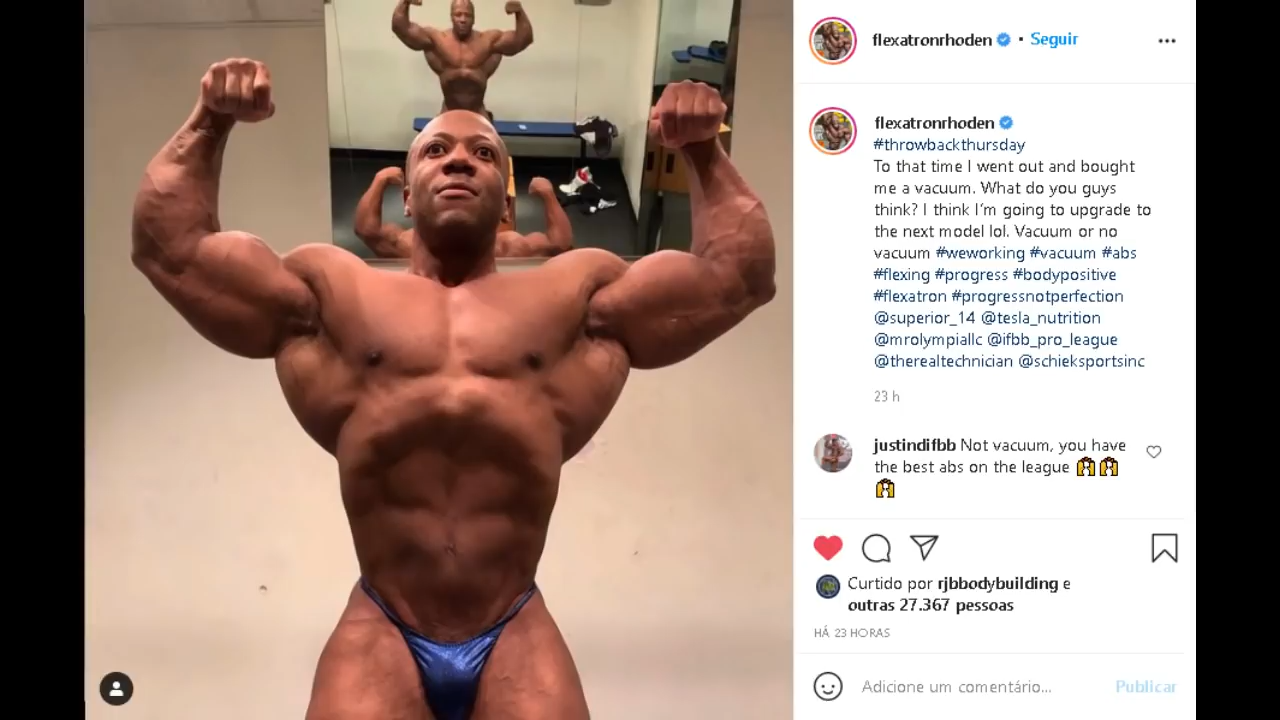 flexatronrhoden • Seguir
flexatronrhoden
#throwbackthursday
To that time I went out and bought
me a vacuum. What do you guys
think? I think I'm going to upgrade to
the next model lol. Vacuum or no
vacuum #weworking #vacuum #abs
#flexing #progress #bodypositive
#flexatron #progressnotperfection
@superior_14 @tesla_nutrition
@mrolympiallc @ifbb_pro_league
@therealtechnician @schieksportsinc
23 h
justindifbb Not vacuum, you have
the best abs on the league 🙌🙌
🙌
Curtido por rjbbodybuilding e
outras 27.367 pessoas
HÁ 23 HORAS
Adicione um comentário... Publicar